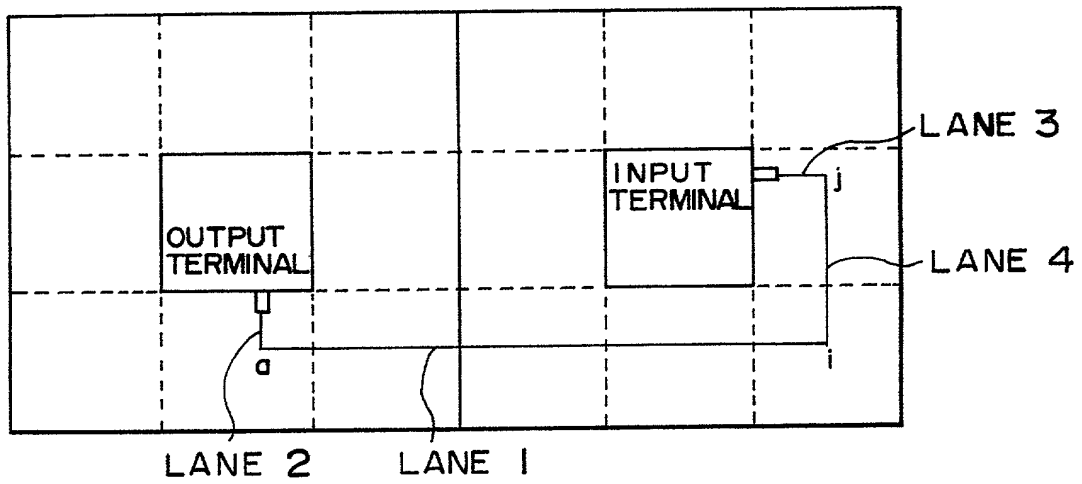 LANE 3
INPUT
TERMINAL
j
OUTPUT
TERMINAL
LANE 4
a
i
LANE 2
LANE 1